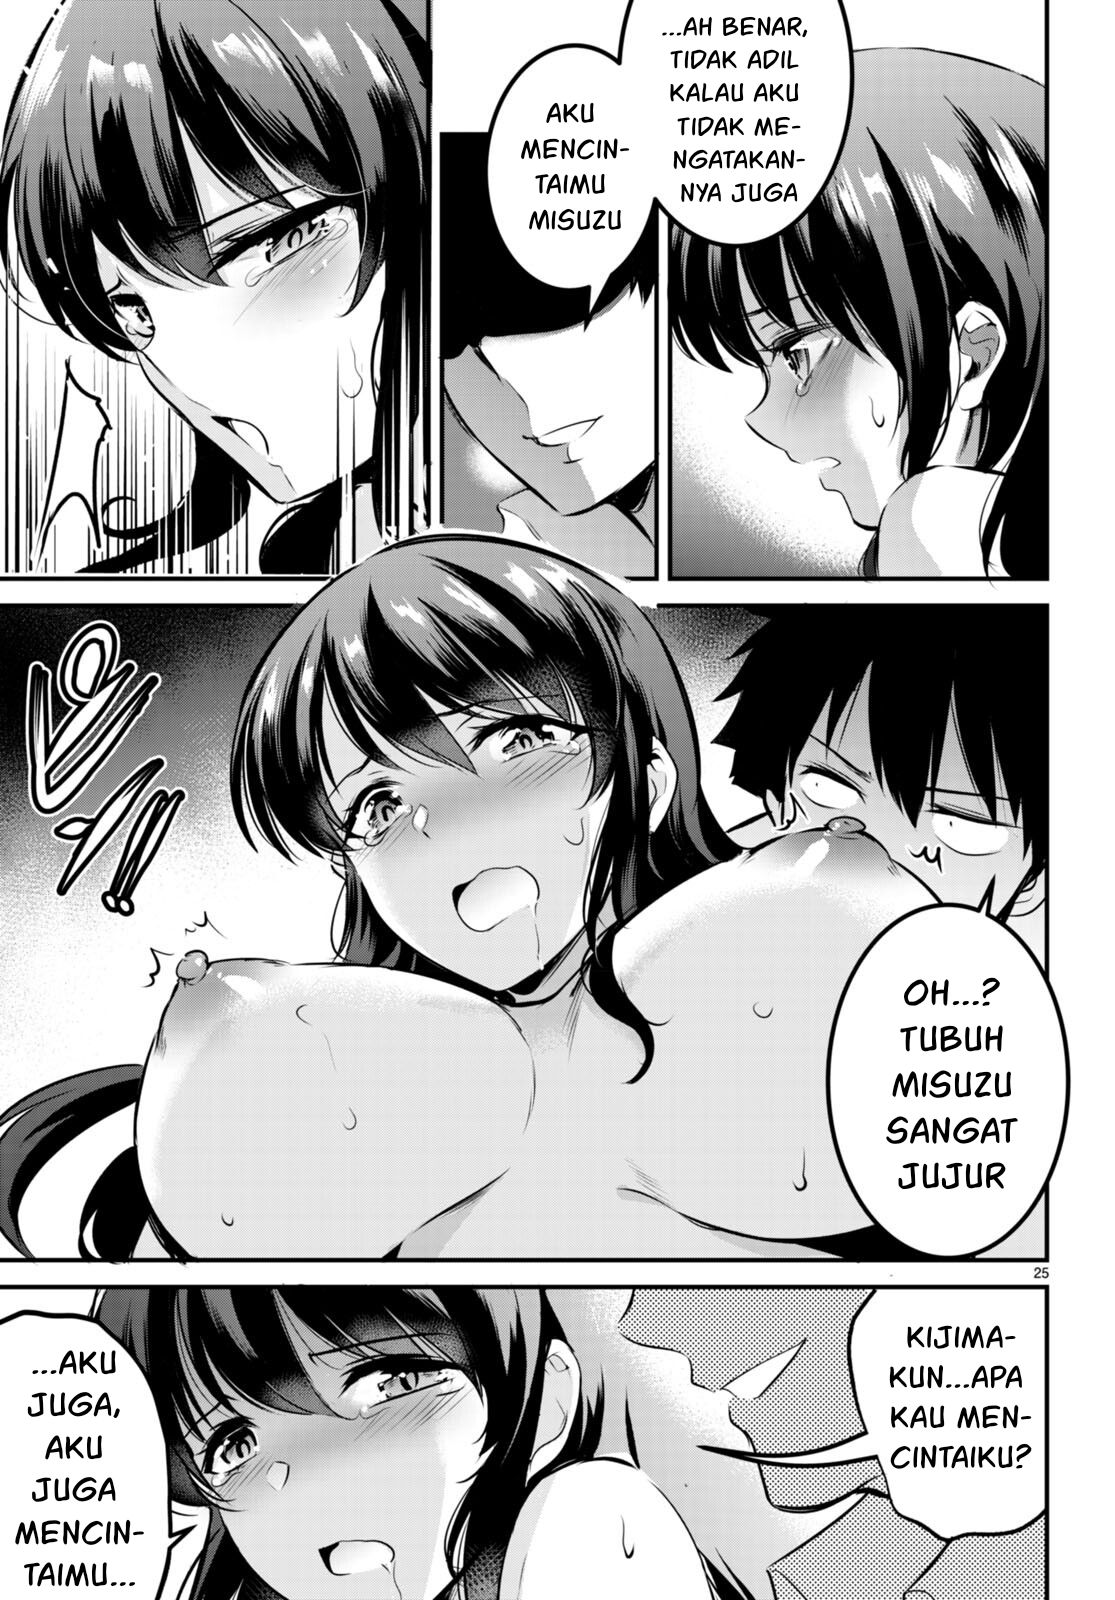 ...AH BENAR,
TIDAK ADIL
KALAU AKU
TIDAK ME-
NGATAKAN-
NYA JUGA
AKU
MENCIN-
TAIMU
MISUZU
OH...?
TUBUH
MISUZU
SANGAT
JUJUR
25
KIJIMA-
KUN...APA
KAU MEN-
CINTAIKU?
...AKU
JUGA,
AKU
JUGA
MENCIN-
TAIMU...